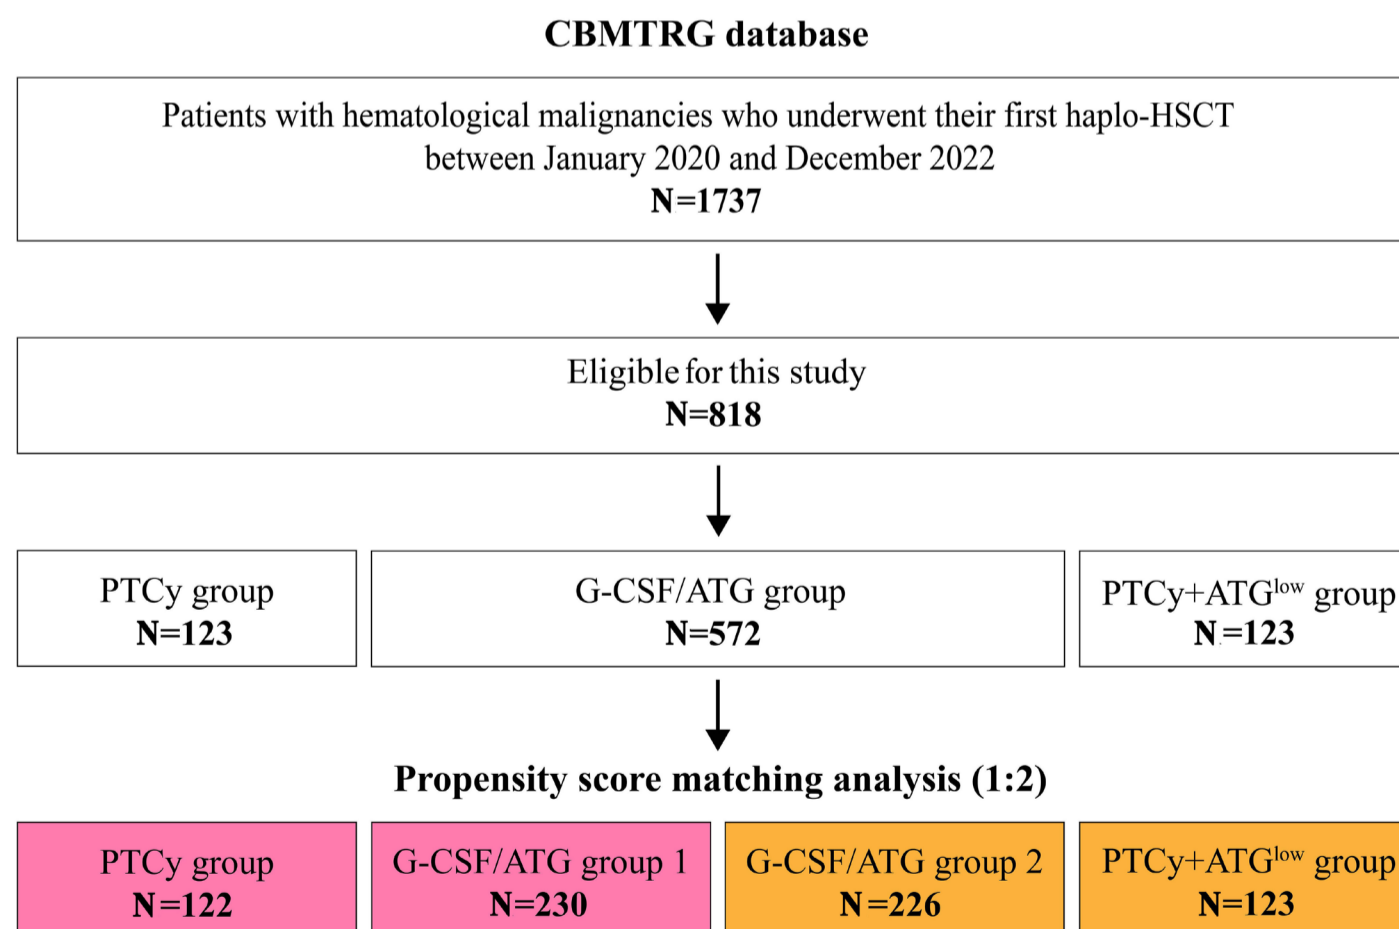 CBMTRG database
Patients with hematological malignancies who underwent their first haplo-HSCT
between January 2020 and December 2022
N=1737
Eligible for this study
N=818
PTCy group
N=123
G-CSF/ATG group
N=572
PTCy+ATGlow group
N=123
Propensity score matching analysis (1:2)
PTCy group
N=122
G-CSF/ATG group 1
N=230
G-CSF/ATG group 2
N=226
PTCy+ATGlow group
N=123